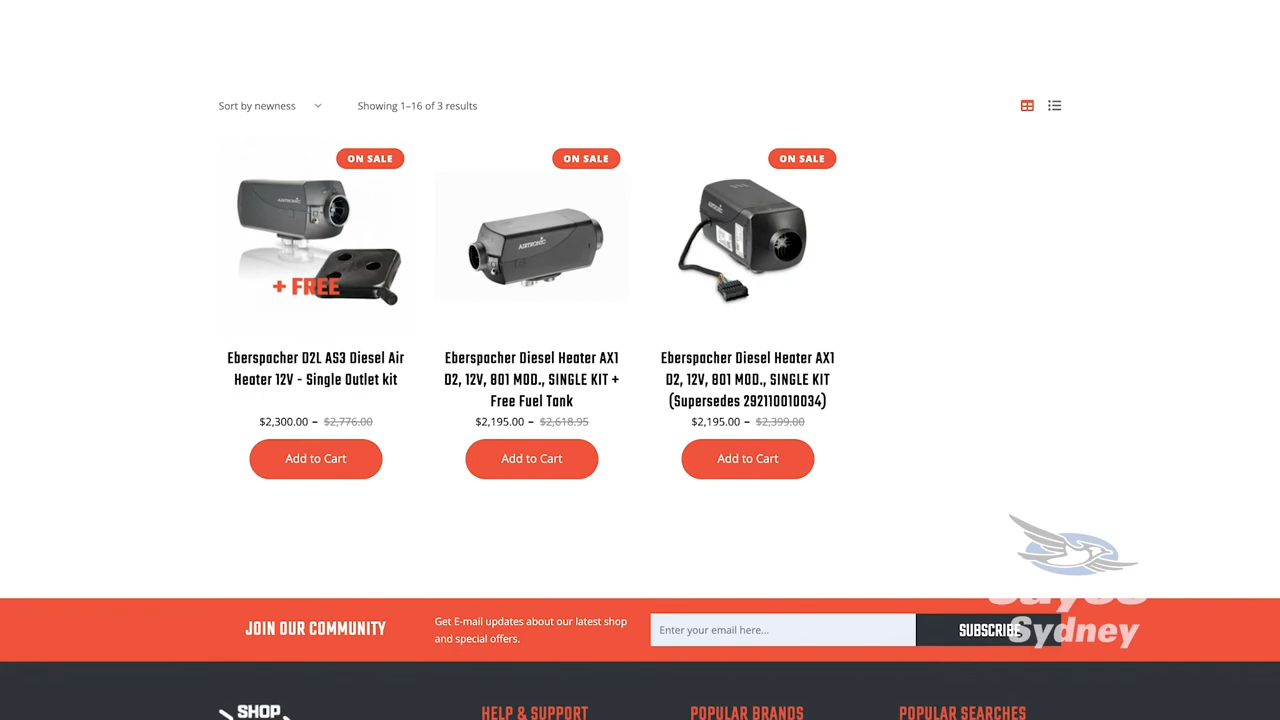 Sort by newness
Showing 1–16 of 3 results
ON SALE
ON SALE
ON SALE
AIRTRONIC
+ FREE
AIRTRONIC
AIRTRONIC
Eberspacher D2L AS3 Diesel Air
Heater 12V - Single Outlet kit
$2,300.00 – $2,776.00
Add to Cart
Eberspacher Diesel Heater AX1
D2, 12V, 801 MOD., SINGLE KIT +
Free Fuel Tank
$2,195.00 – $2,618.95
Add to Cart
Eberspacher Diesel Heater AX1
D2, 12V, 801 MOD., SINGLE KIT
(Supersedes 292110010034)
$2,195.00 – $2,399.00
Add to Cart
JOIN OUR COMMUNITY
Get E-mail updates about our latest shop
and special offers.
Enter your email here...
SUBSCRIBE
Sydney
SHOP
HELP & SUPPORT
POPULAR BRANDS
POPULAR SEARCHES